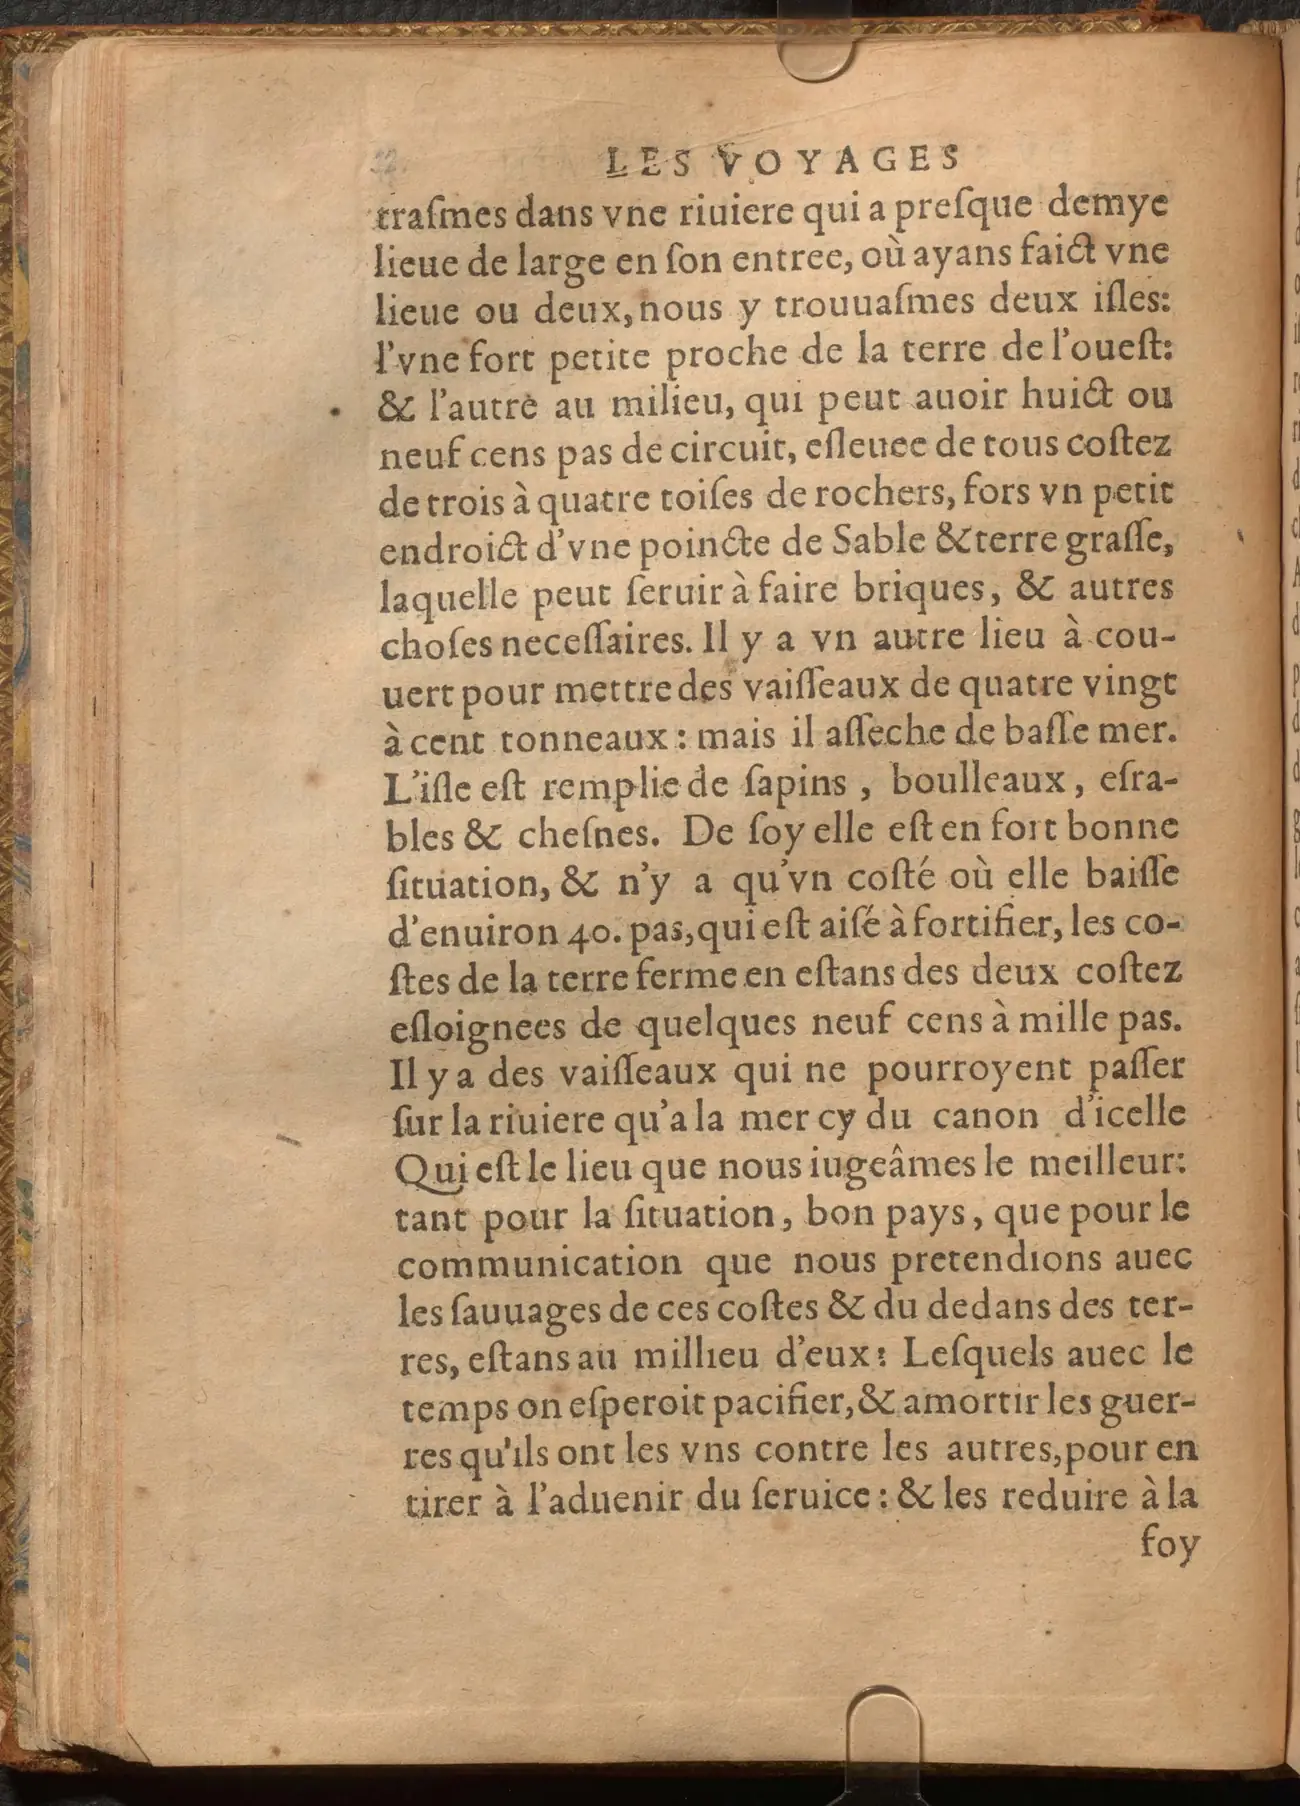 LES VOYAGES
traſmes dans vne riuiere qui a preſque demye
lieue de large en ſon entree, où ayans faict vne
lieue ou deux, nous y trouuaſmes deux iſles:
l'vne fort petite proche de la terre de l'oueſt:
& l'autre au milieu, qui peut auoir huict ou
neuf cens pas de circuit, eſleuee de tous coſtez
de trois à quatre toiſes de rochers, fors vn petit
endroict d'vne poincte de Sable & terre graſſe,
laquelle peut ſeruir à faire briques, & autres
choſes neceſſaires. Il y a vn autre lieu à cou-
uert pour mettre des vaiſſeaux de quatre vingt
à cent tonneaux: mais il aſſeche de baſſe mer.
L'iſle eſt remplie de ſapins, boulleaux, eſra-
bles & cheſnes. De ſoy elle eſt en fort bonne
ſituation, & n'y a qu'vn coſté où elle baiſſe
d'enuiron 40. pas, qui eſt aiſé à fortifier, les co-
ſtes de la terre ferme en eſtans des deux coſtez
eſloignees de quelques neuf cens à mille pas.
Il y a des vaiſſeaux qui ne pourroyent paſſer
ſur la riuiere qu'a la mercy du canon d'icelle
Qui eſt le lieu que nous iugeâmes le meilleur:
tant pour la ſituation, bon pays, que pour le
communication que nous pretendions auec
les ſauuages de ces coſtes & du dedans des ter-
res, eſtans au millieu d'eux: Leſquels auec le
temps on eſperoit pacifier, & amortir les guer-
res qu'ils ont les vns contre les autres, pour en
tirer à l'aduenir du ſeruice: & les reduire à la
foy